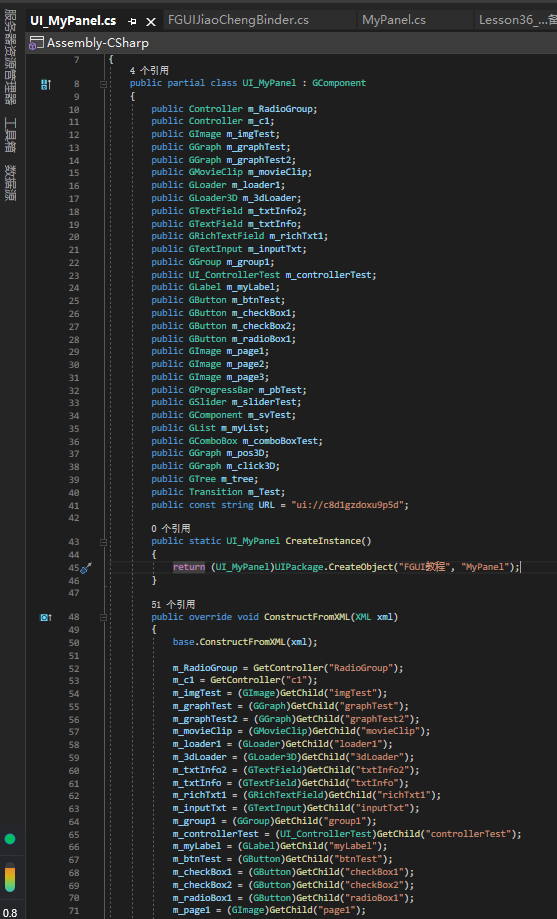 UI_MyPanel.cs
FGUIJiaoChengBinder.cs
MyPanel.cs
Lesson36_...备
Assembly-CSharp
服务器资源管理器
工具箱
数据源
7 {
4 个引用
8 public partial class UI_MyPanel : GComponent
9 {
10 public Controller m_RadioGroup;
11 public Controller m_c1;
12 public GImage m_imgTest;
13 public GGraph m_graphTest;
14 public GGraph m_graphTest2;
15 public GMovieClip m_movieClip;
16 public GLoader m_loader1;
17 public GLoader3D m_3dLoader;
18 public GTextField m_txtInfo2;
19 public GTextField m_txtInfo;
20 public GRichTextField m_richTxt1;
21 public GTextInput m_inputTxt;
22 public GGroup m_group1;
23 public UI_ControllerTest m_controllerTest;
24 public GLabel m_myLabel;
25 public GButton m_btnTest;
26 public GButton m_checkBox1;
27 public GButton m_checkBox2;
28 public GButton m_radioBox1;
29 public GImage m_page1;
30 public GImage m_page2;
31 public GImage m_page3;
32 public GProgressBar m_pbTest;
33 public GSlider m_sliderTest;
34 public GComponent m_svTest;
35 public GList m_myList;
36 public GComboBox m_comboBoxTest;
37 public GGraph m_pos3D;
38 public GGraph m_click3D;
39 public GTree m_tree;
40 public Transition m_Test;
41 public const string URL = "ui://c8d1gzdoxu9p5d";
42
0 个引用
43 public static UI_MyPanel CreateInstance()
44 {
45 return (UI_MyPanel)UIPackage.CreateObject("FGUI教程", "MyPanel");
46 }
47
51 个引用
48 public override void ConstructFromXML(XML xml)
49 {
50 base.ConstructFromXML(xml);
51
52 m_RadioGroup = GetController("RadioGroup");
53 m_c1 = GetController("c1");
54 m_imgTest = (GImage)GetChild("imgTest");
55 m_graphTest = (GGraph)GetChild("graphTest");
56 m_graphTest2 = (GGraph)GetChild("graphTest2");
57 m_movieClip = (GMovieClip)GetChild("movieClip");
58 m_loader1 = (GLoader)GetChild("loader1");
59 m_3dLoader = (GLoader3D)GetChild("3dLoader");
60 m_txtInfo2 = (GTextField)GetChild("txtInfo2");
61 m_txtInfo = (GTextField)GetChild("txtInfo");
62 m_richTxt1 = (GRichTextField)GetChild("richTxt1");
63 m_inputTxt = (GTextInput)GetChild("inputTxt");
64 m_group1 = (GGroup)GetChild("group1");
65 m_controllerTest = (UI_ControllerTest)GetChild("controllerTest");
66 m_myLabel = (GLabel)GetChild("myLabel");
67 m_btnTest = (GButton)GetChild("btnTest");
68 m_checkBox1 = (GButton)GetChild("checkBox1");
69 m_checkBox2 = (GButton)GetChild("checkBox2");
70 m_radioBox1 = (GButton)GetChild("radioBox1");
71 m_page1 = (GImage)GetChild("page1");
0.8